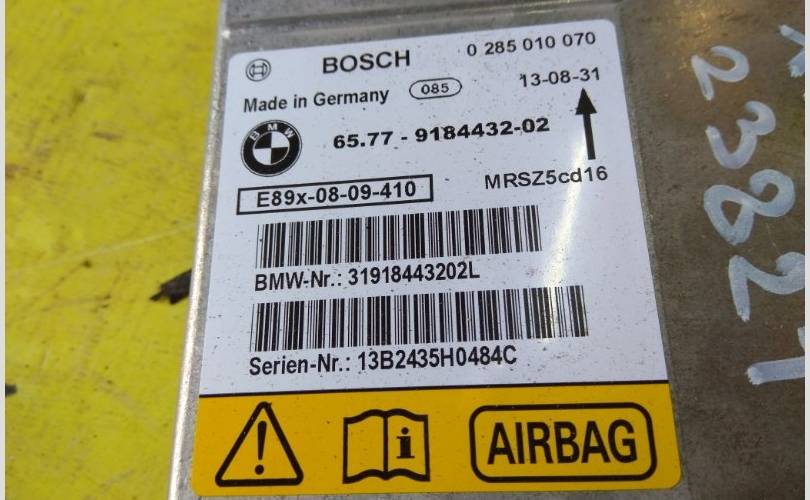 BOSCH 0 285 010 070
Made in Germany 085 13-08-31
BMW
65.77 - 9184432-02
E89x-08-09-410 MRSZ5cd16
BMW-Nr.: 31918443202L
Serien-Nr.: 13B2435H0484C
i AIRBAG